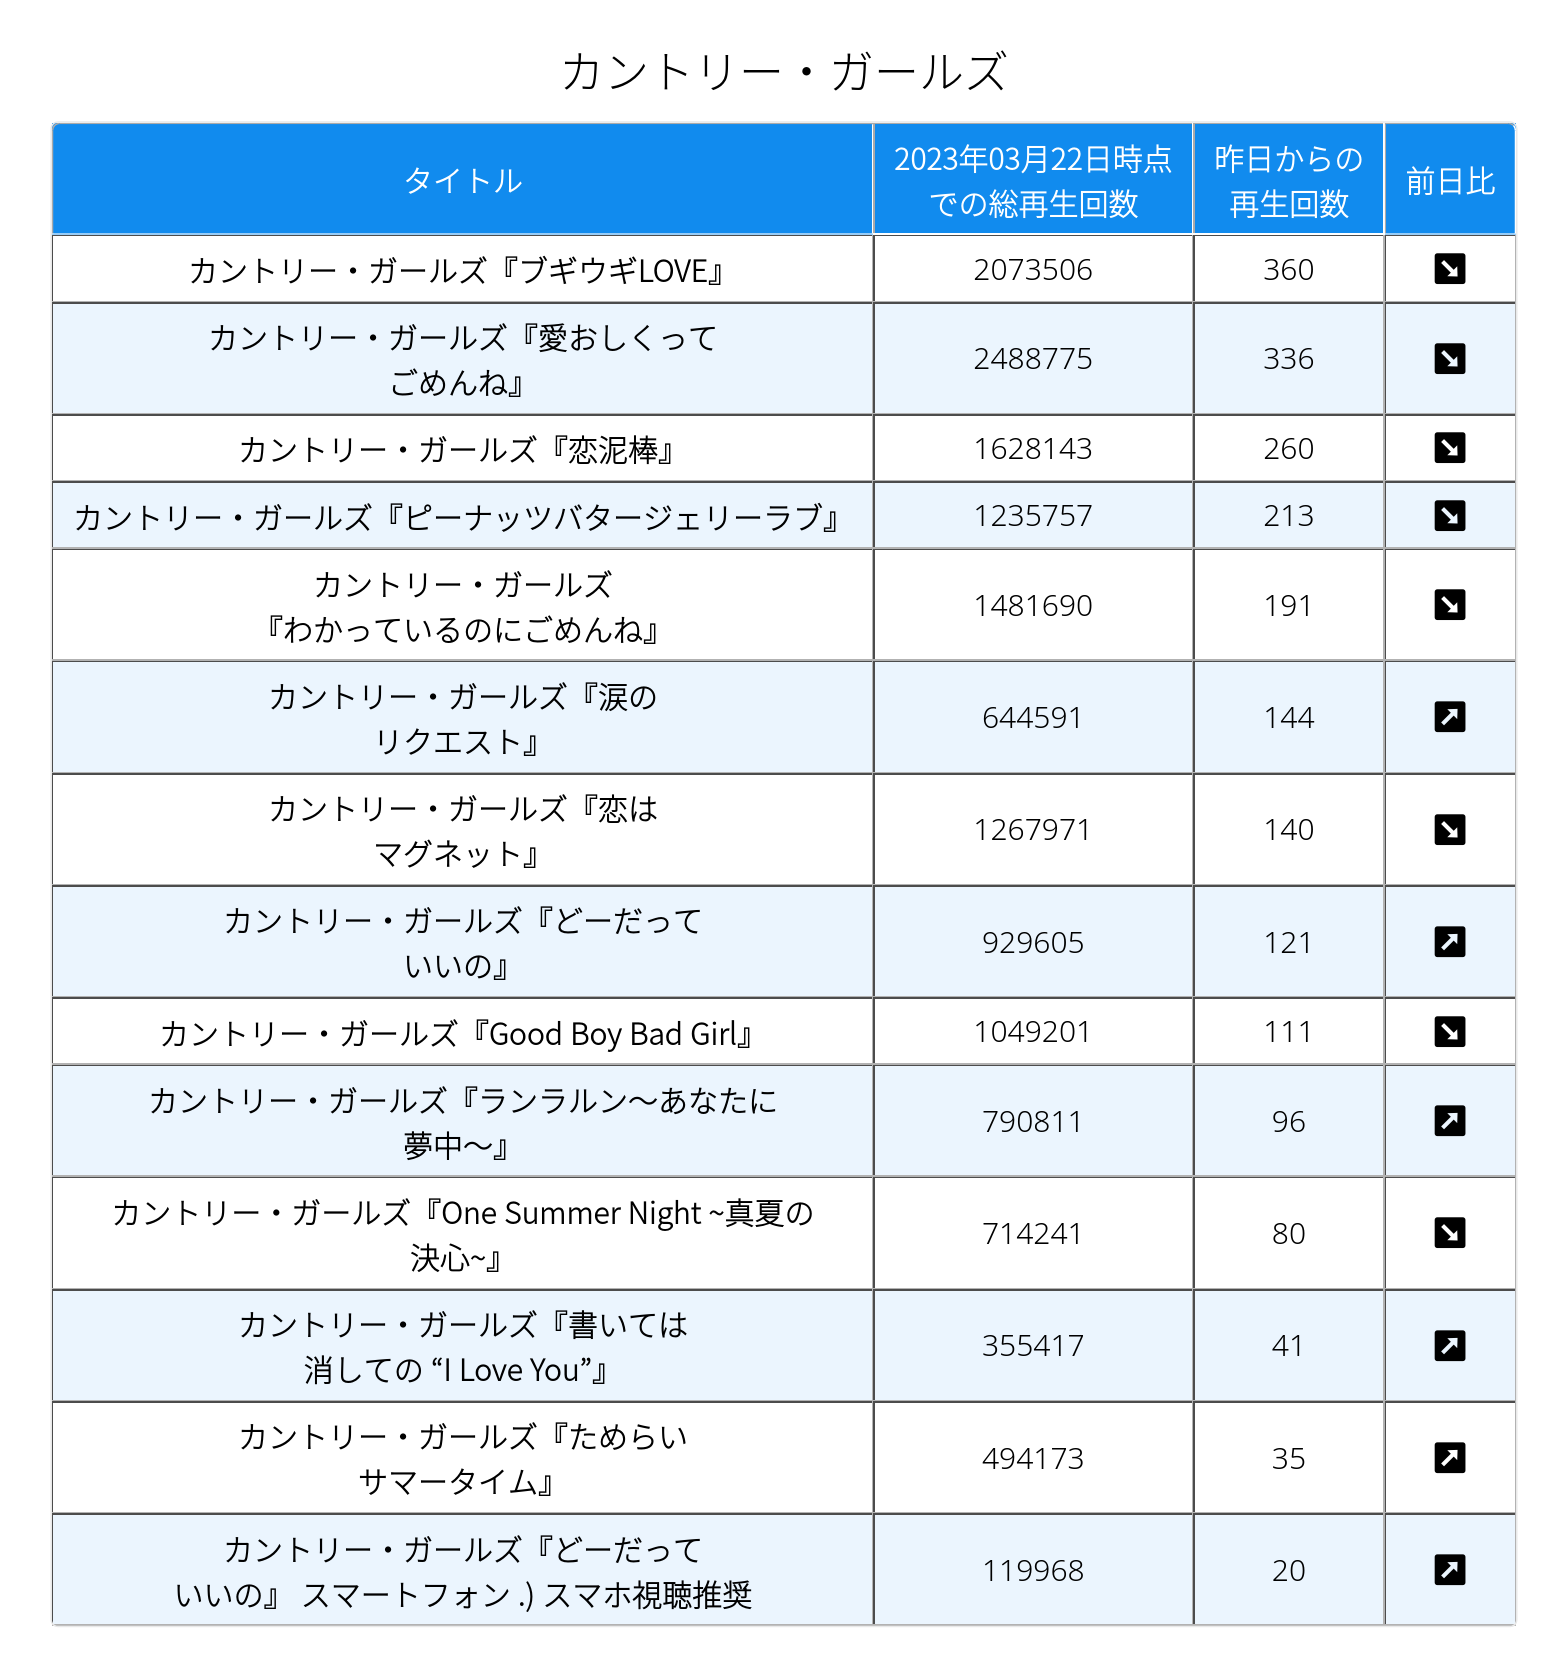 カントリー・ガールズ
タイトル
2023年03月22日時点
での総再生回数
昨日からの
再生回数
前日比
カントリー・ガールズ『ブギウギLOVE』
2073506
360
カントリー・ガールズ『愛おしくって
ごめんね』
2488775
336
カントリー・ガールズ『恋泥棒』
1628143
260
カントリー・ガールズ『ピーナッツバタージェリーラブ』
1235757
213
カントリー・ガールズ
『わかっているのにごめんね』
1481690
191
カントリー・ガールズ『涙の
リクエスト』
644591
144
カントリー・ガールズ『恋は
マグネット』
1267971
140
カントリー・ガールズ『どーだって
いいの』
929605
121
カントリー・ガールズ『Good Boy Bad Girl』
1049201
111
カントリー・ガールズ『ランラルン〜あなたに
夢中〜』
790811
96
カントリー・ガールズ『One Summer Night ~真夏の
決心~』
714241
80
カントリー・ガールズ『書いては
消しての “I Love You”』
355417
41
カントリー・ガールズ『ためらい
サマータイム』
494173
35
カントリー・ガールズ『どーだって
いいの』 スマートフォン .) スマホ視聴推奨
119968
20